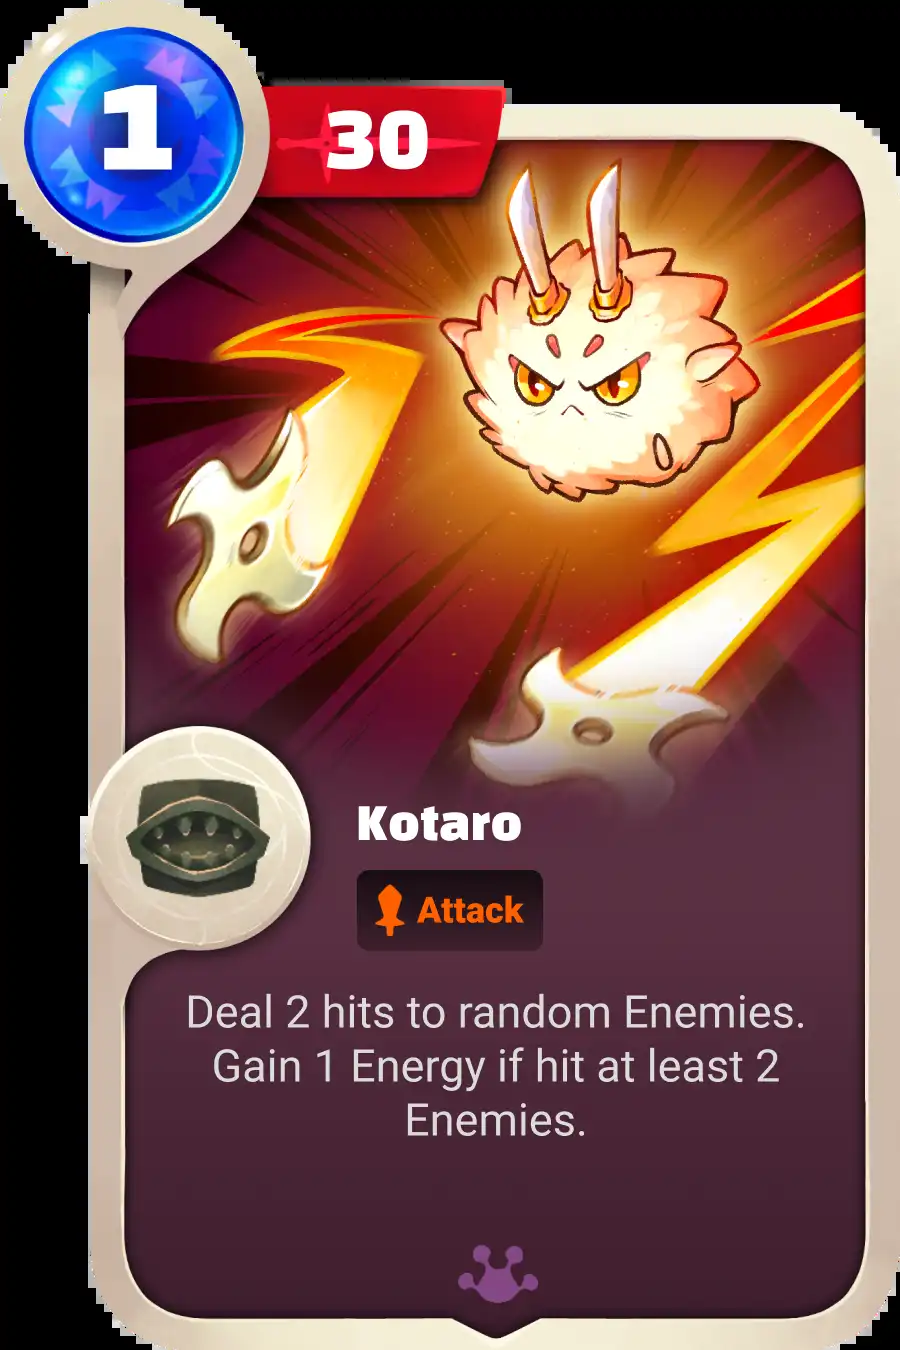 1
30
Kotaro
Attack
Deal 2 hits to random Enemies.
Gain 1 Energy if hit at least 2
Enemies.